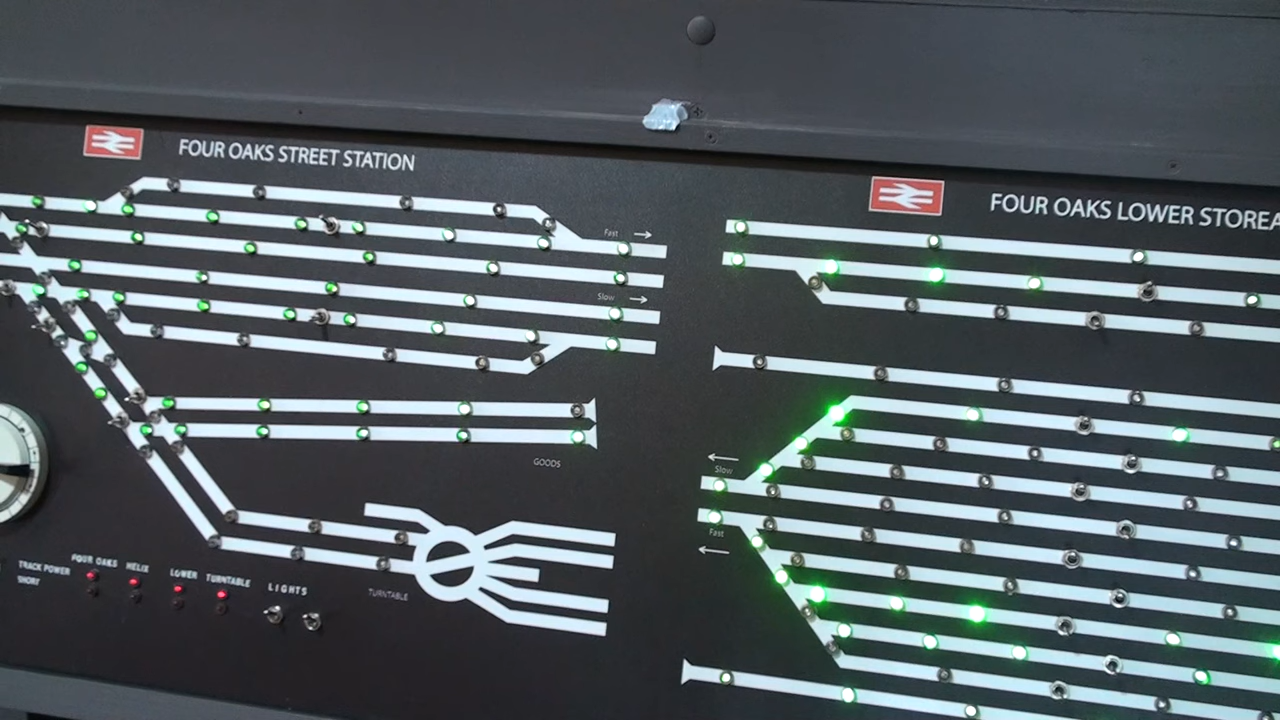 FOUR OAKS STREET STATION
FOUR OAKS LOWER STOREA
Fast
Slow
Slow
Fast
GOODS
TURNTABLE
TRACK POWER
SHORT
FOUR OAKS
HELIX
LOWER
TURNTABLE
LIGHTS